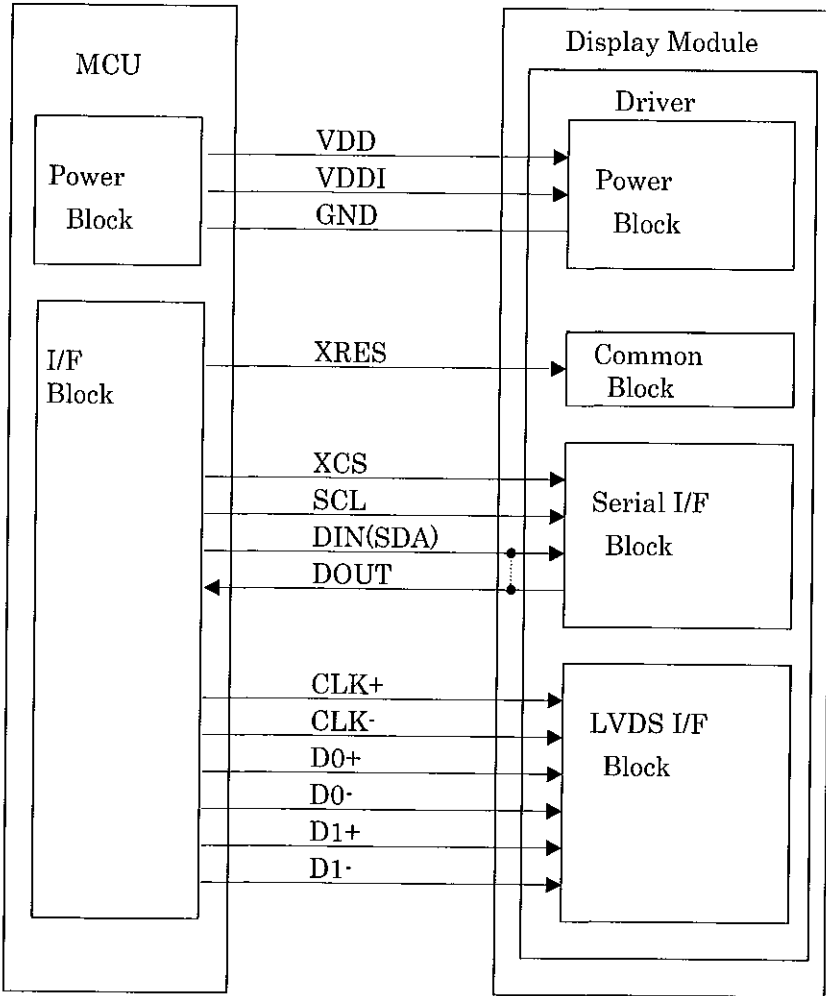 MCU
Display Module
Driver
Power
Block
VDD
VDDI
GND
Power
Block
I/F
Block
XRES
Common
Block
XCS
SCL
DIN(SDA)
DOUT
Serial I/F
Block
CLK+
CLK-
D0+
D0-
D1+
D1-
LVDS I/F
Block